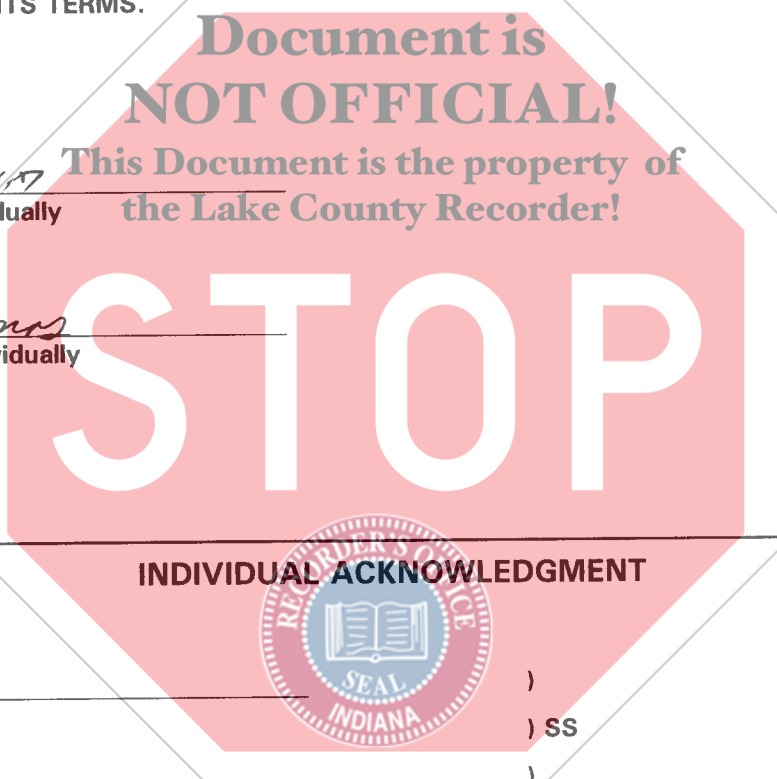 ITS TERMS.
Document is
NOT OFFICIAL!
This Document is the property of
the Lake County Recorder!
dually
vidually
STOP
INDIVIDUAL ACKNOWLEDGMENT
RECORDER'S OFFICE
SEAL
INDIANA
)
) SS
)